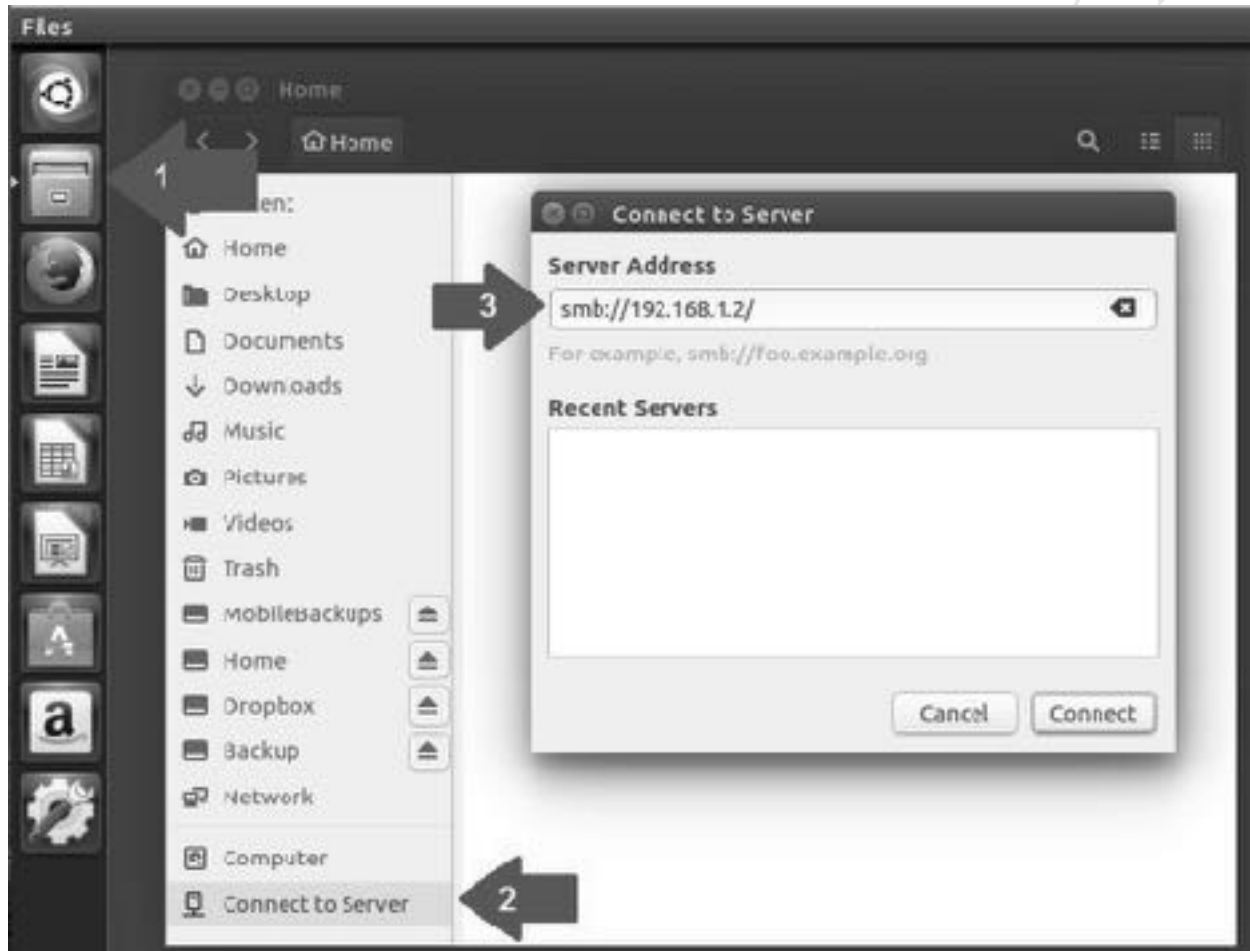 Files
Home
Home
1
Home
Desktop
Documents
Downloads
Music
Pictures
Videos
Trash
MobileBackups
Home
Dropbox
Backup
Network
Computer
Connect to Server
2
Connect to Server
Server Address
3
smb://192.168.1.2/
For example, smb://foo.example.org
Recent Servers
Cancel
Connect
a